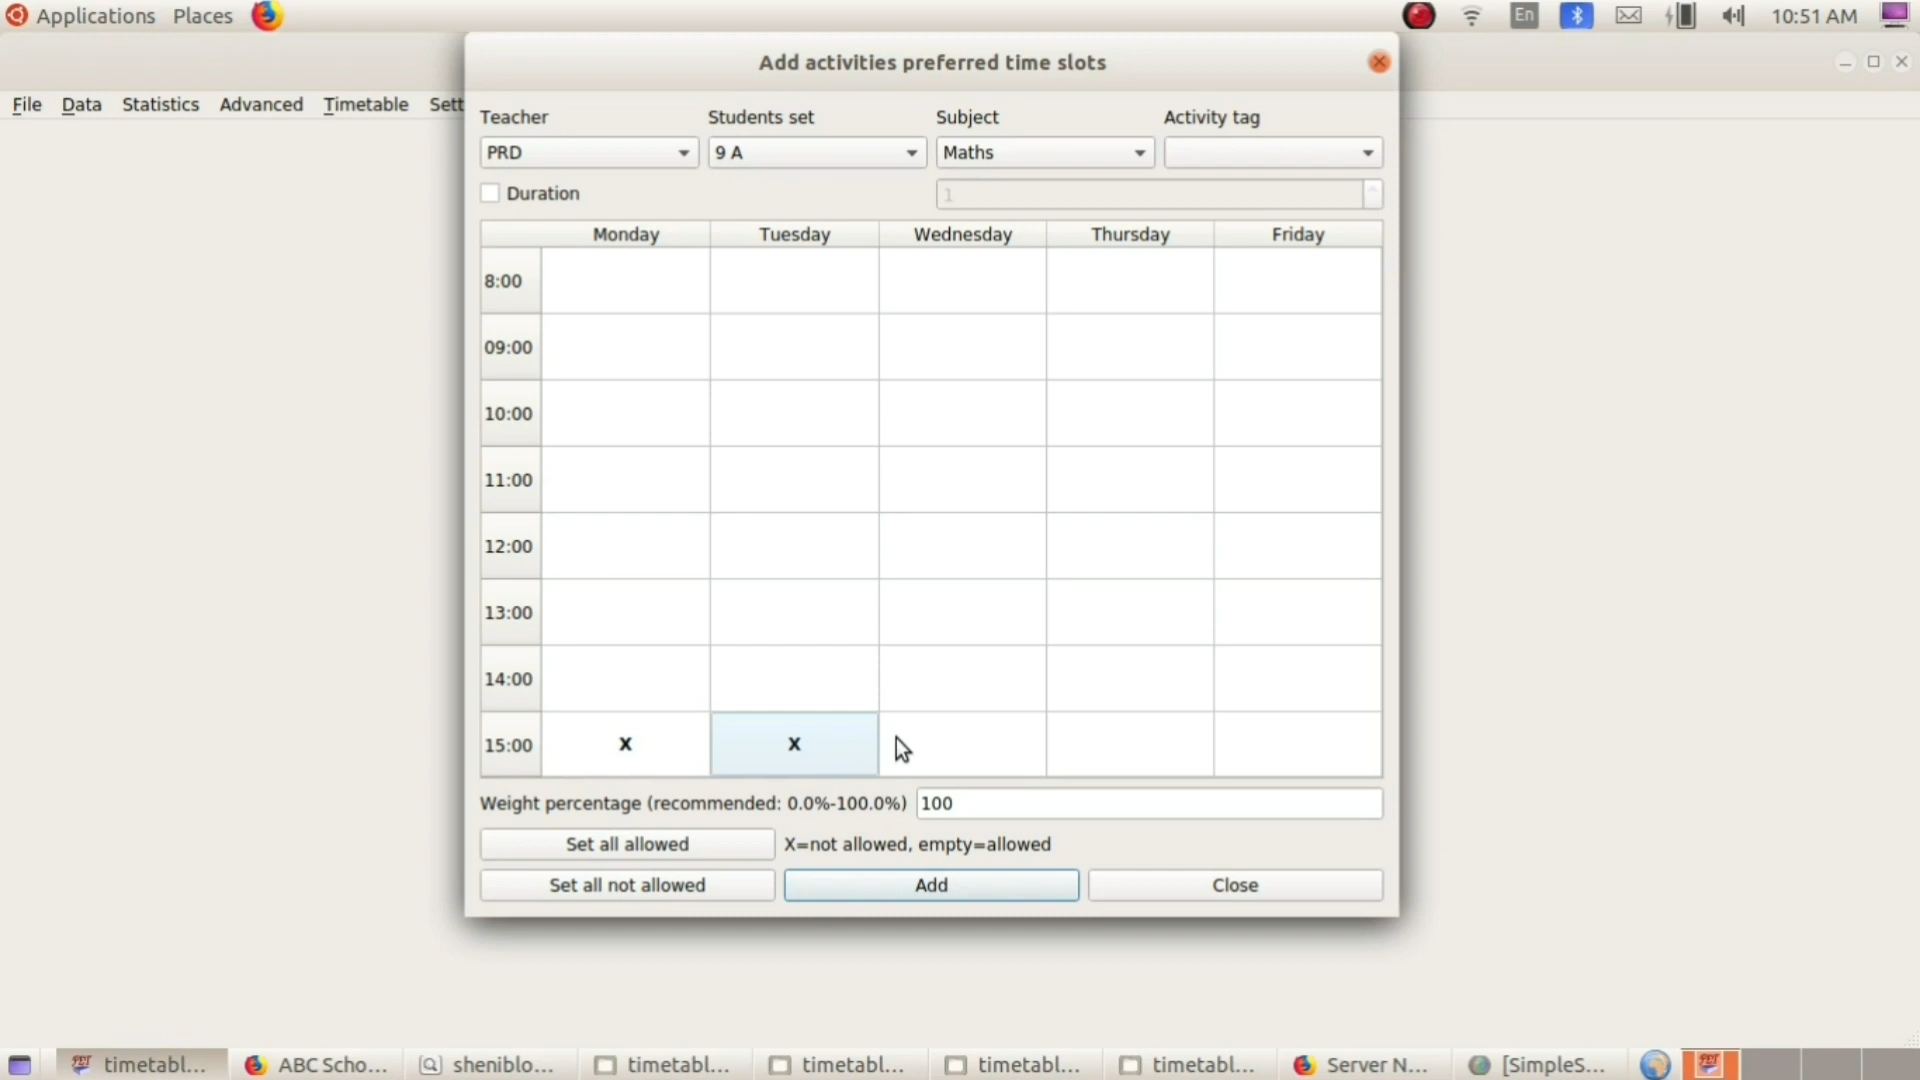 Applications Places En 10:51 AM
Add activities preferred time slots
File Data Statistics Advanced Timetable Sett
Teacher Students set Subject Activity tag
PRD 9 A Maths
Duration 1
Monday Tuesday Wednesday Thursday Friday
8:00
09:00
10:00
11:00
12:00
13:00
14:00
15:00 X X
Weight percentage (recommended: 0.0%-100.0%) 100
Set all allowed X=not allowed, empty=allowed
Set all not allowed Add Close
timetabl... ABC Scho... sheniblo... timetabl... timetabl... timetabl... timetabl... Server N... [SimpleS...